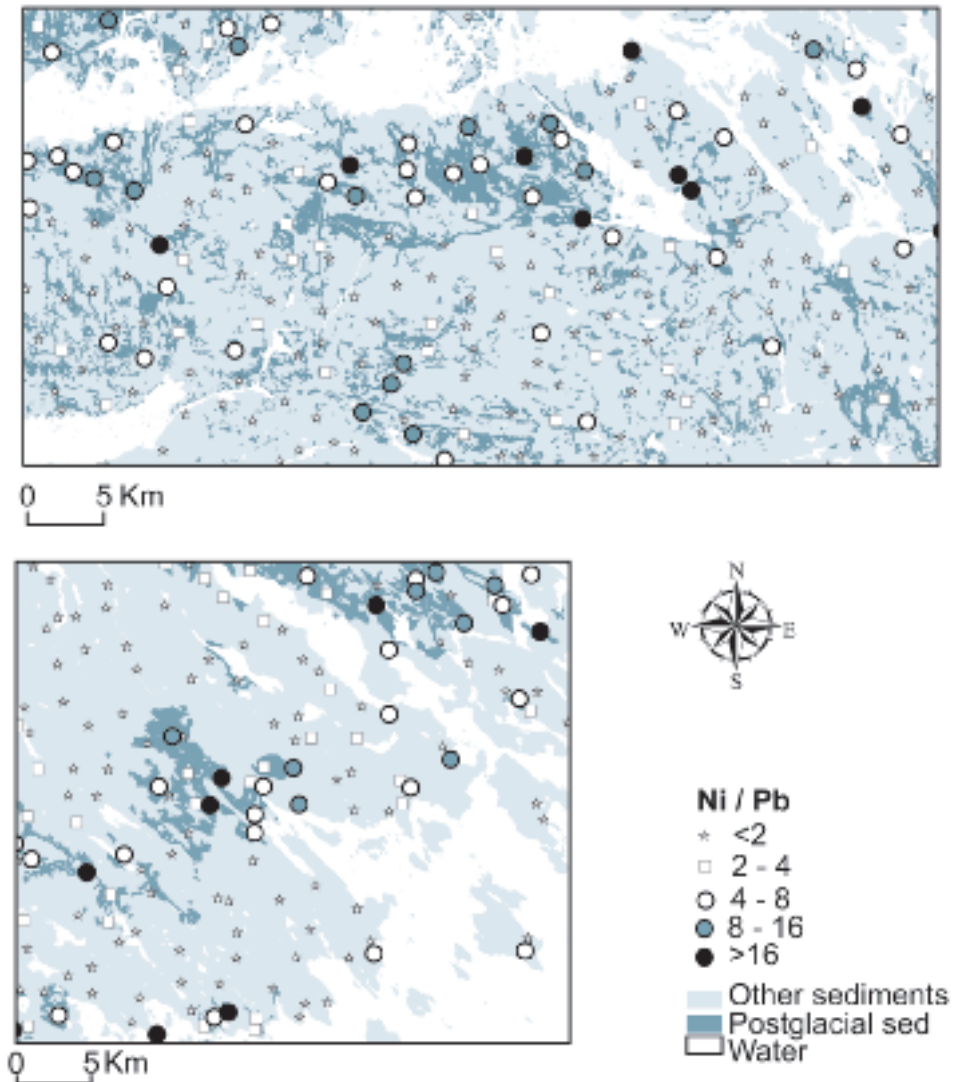 0 5 Km
N
W E
S
Ni / Pb
<2
2 - 4
4 - 8
8 - 16
>16
Other sediments
Postglacial sed
Water
0 5 Km